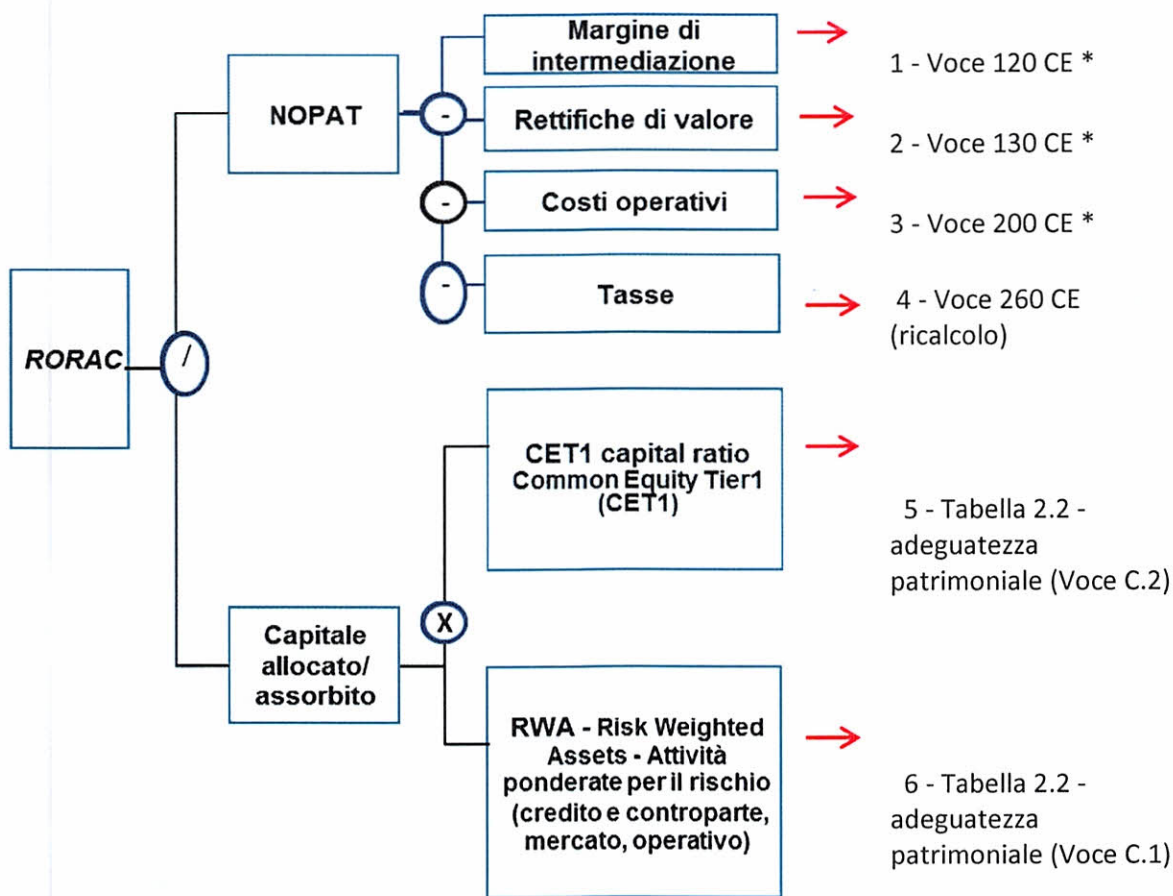 Margine di
intermediazione
1 - Voce 120 CE *
NOPAT
-
Rettifiche di valore
2 - Voce 130 CE *
-
Costi operativi
3 - Voce 200 CE *
-
Tasse
4 - Voce 260 CE
(ricalcolo)
RORAC
/
CET1 capital ratio
Common Equity Tier1
(CET1)
5 - Tabella 2.2 -
adeguatezza
patrimoniale (Voce C.2)
X
Capitale
allocato/
assorbito
RWA - Risk Weighted
Assets - Attività
ponderate per il rischio
(credito e controparte,
mercato, operativo)
6 - Tabella 2.2 -
adeguatezza
patrimoniale (Voce C.1)